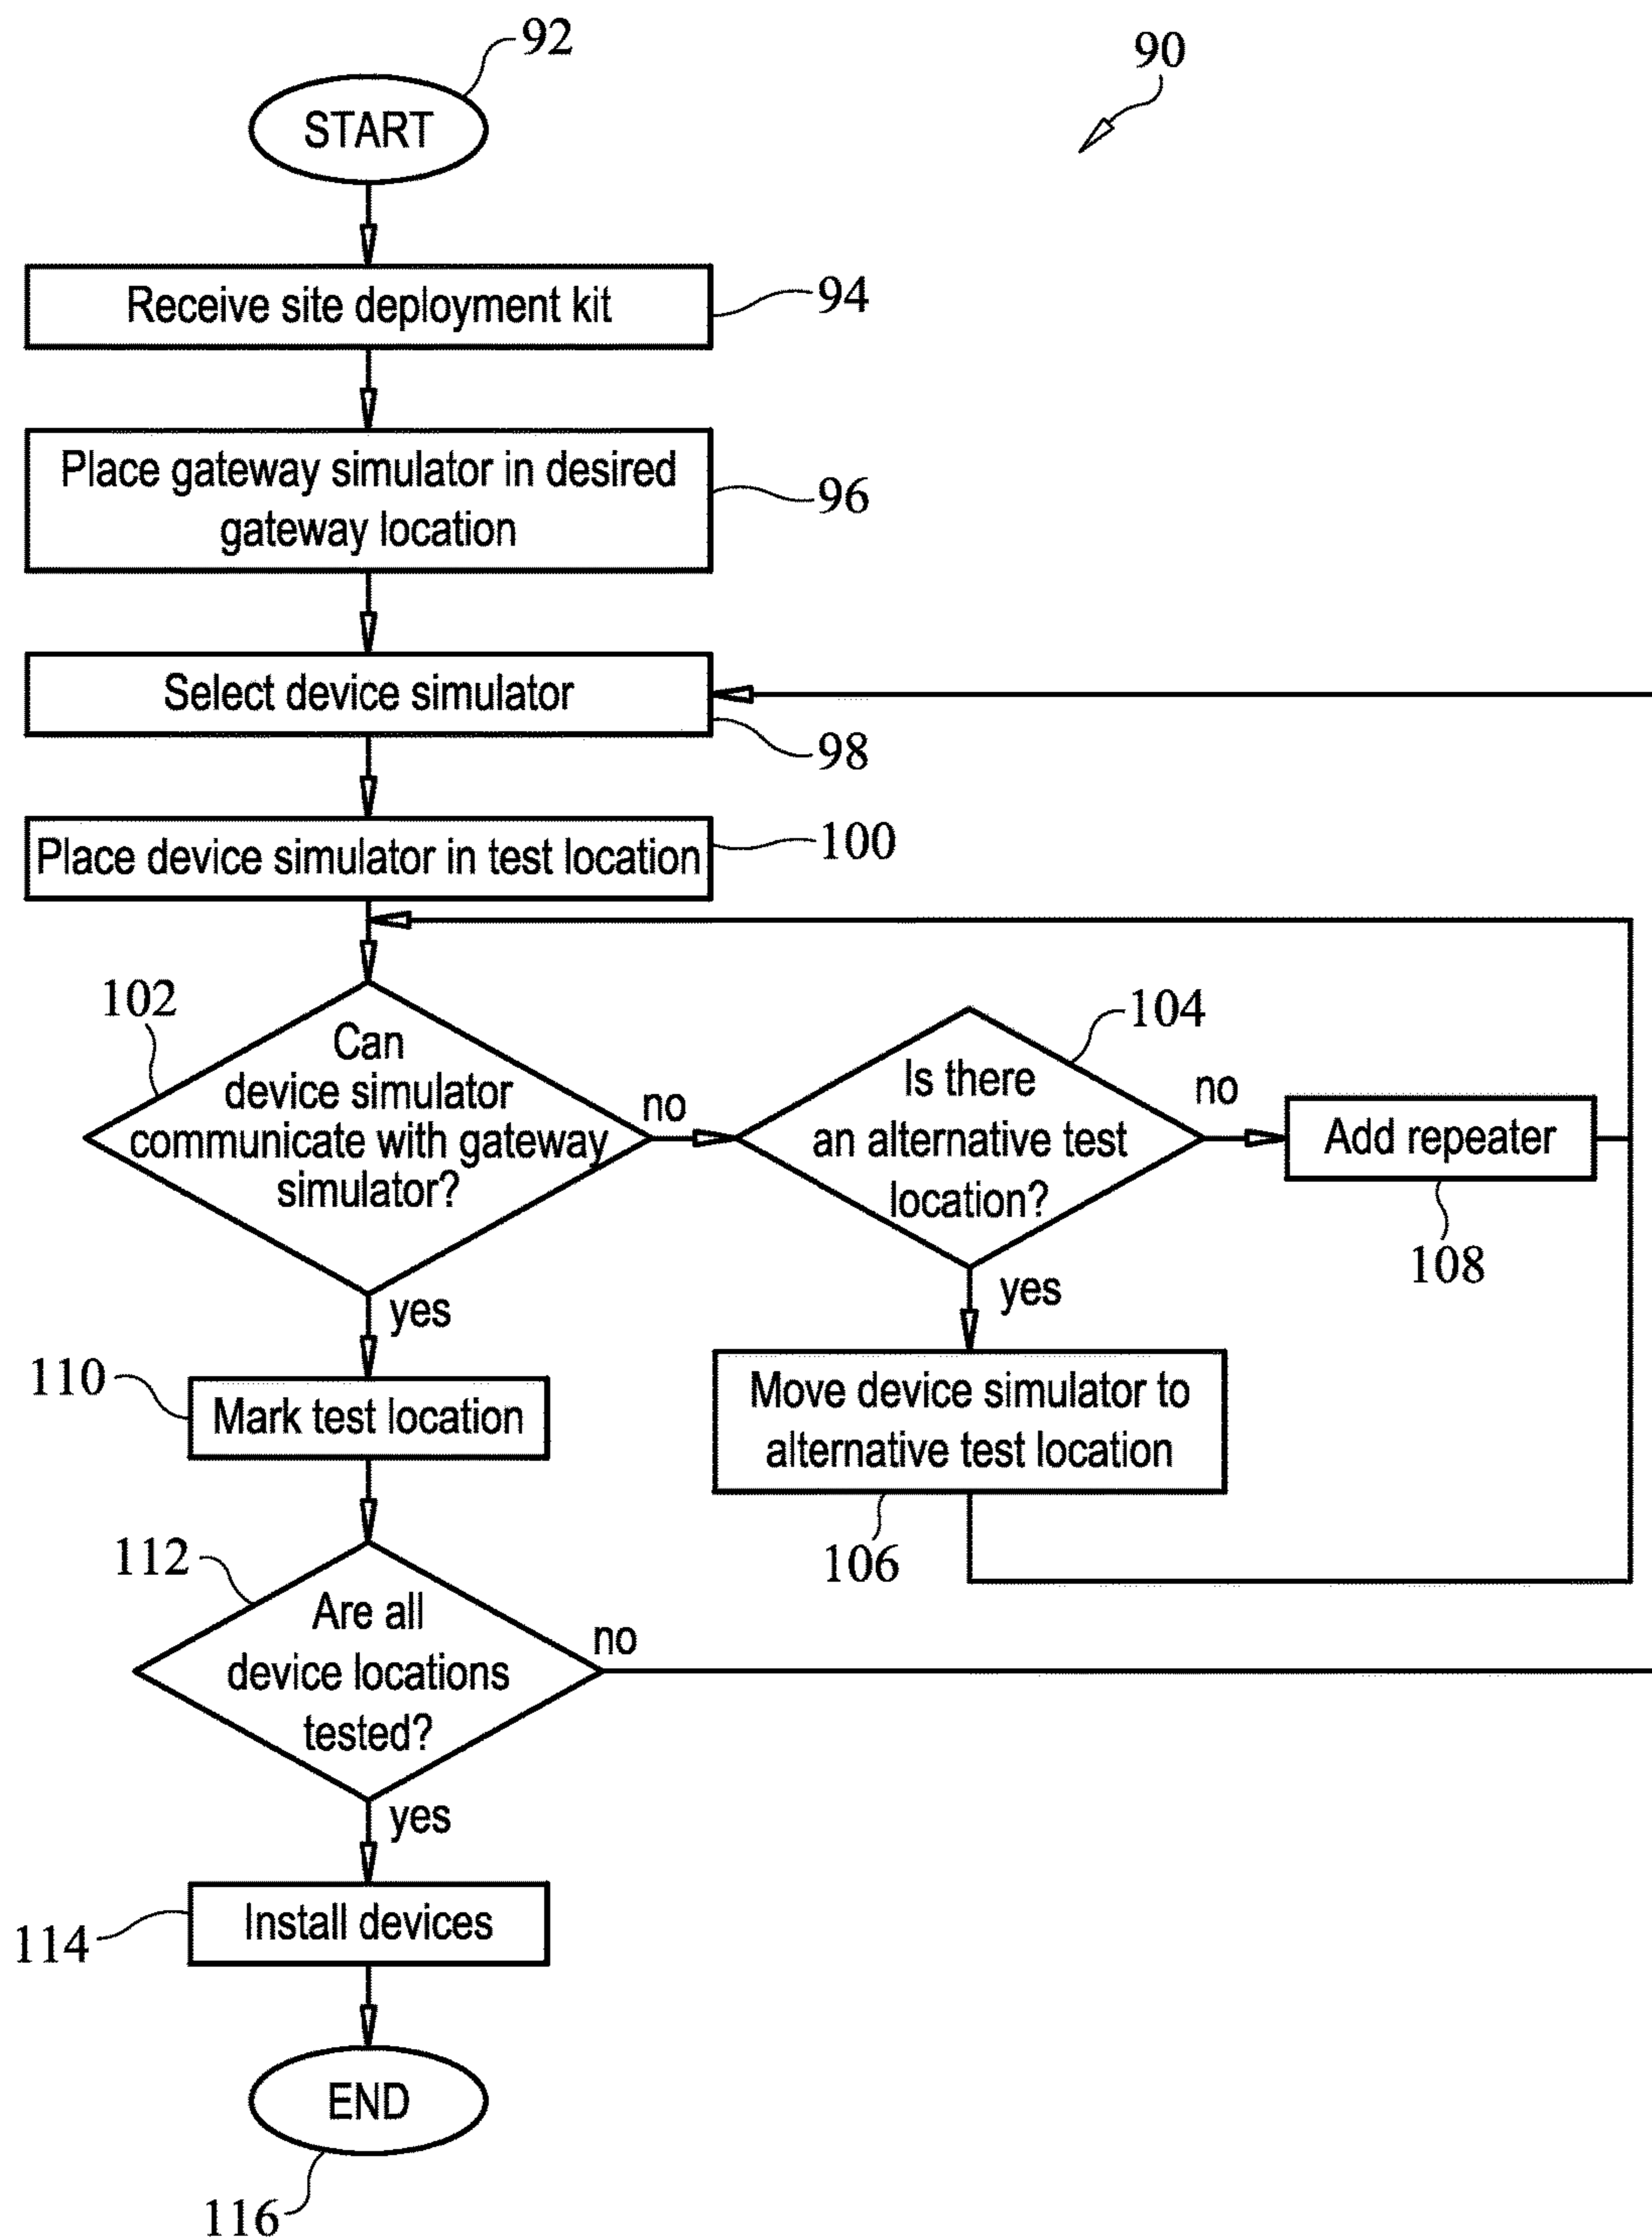 92
90
START
Receive site deployment kit
94
Place gateway simulator in desired
gateway location
96
Select device simulator
98
Place device simulator in test location
100
102
Can
device simulator
communicate with gateway
simulator?
no
104
Is there
an alternative test
location?
no
Add repeater
108
yes
yes
110
Mark test location
Move device simulator to
alternative test location
106
112
Are all
device locations
tested?
no
yes
114
Install devices
END
116